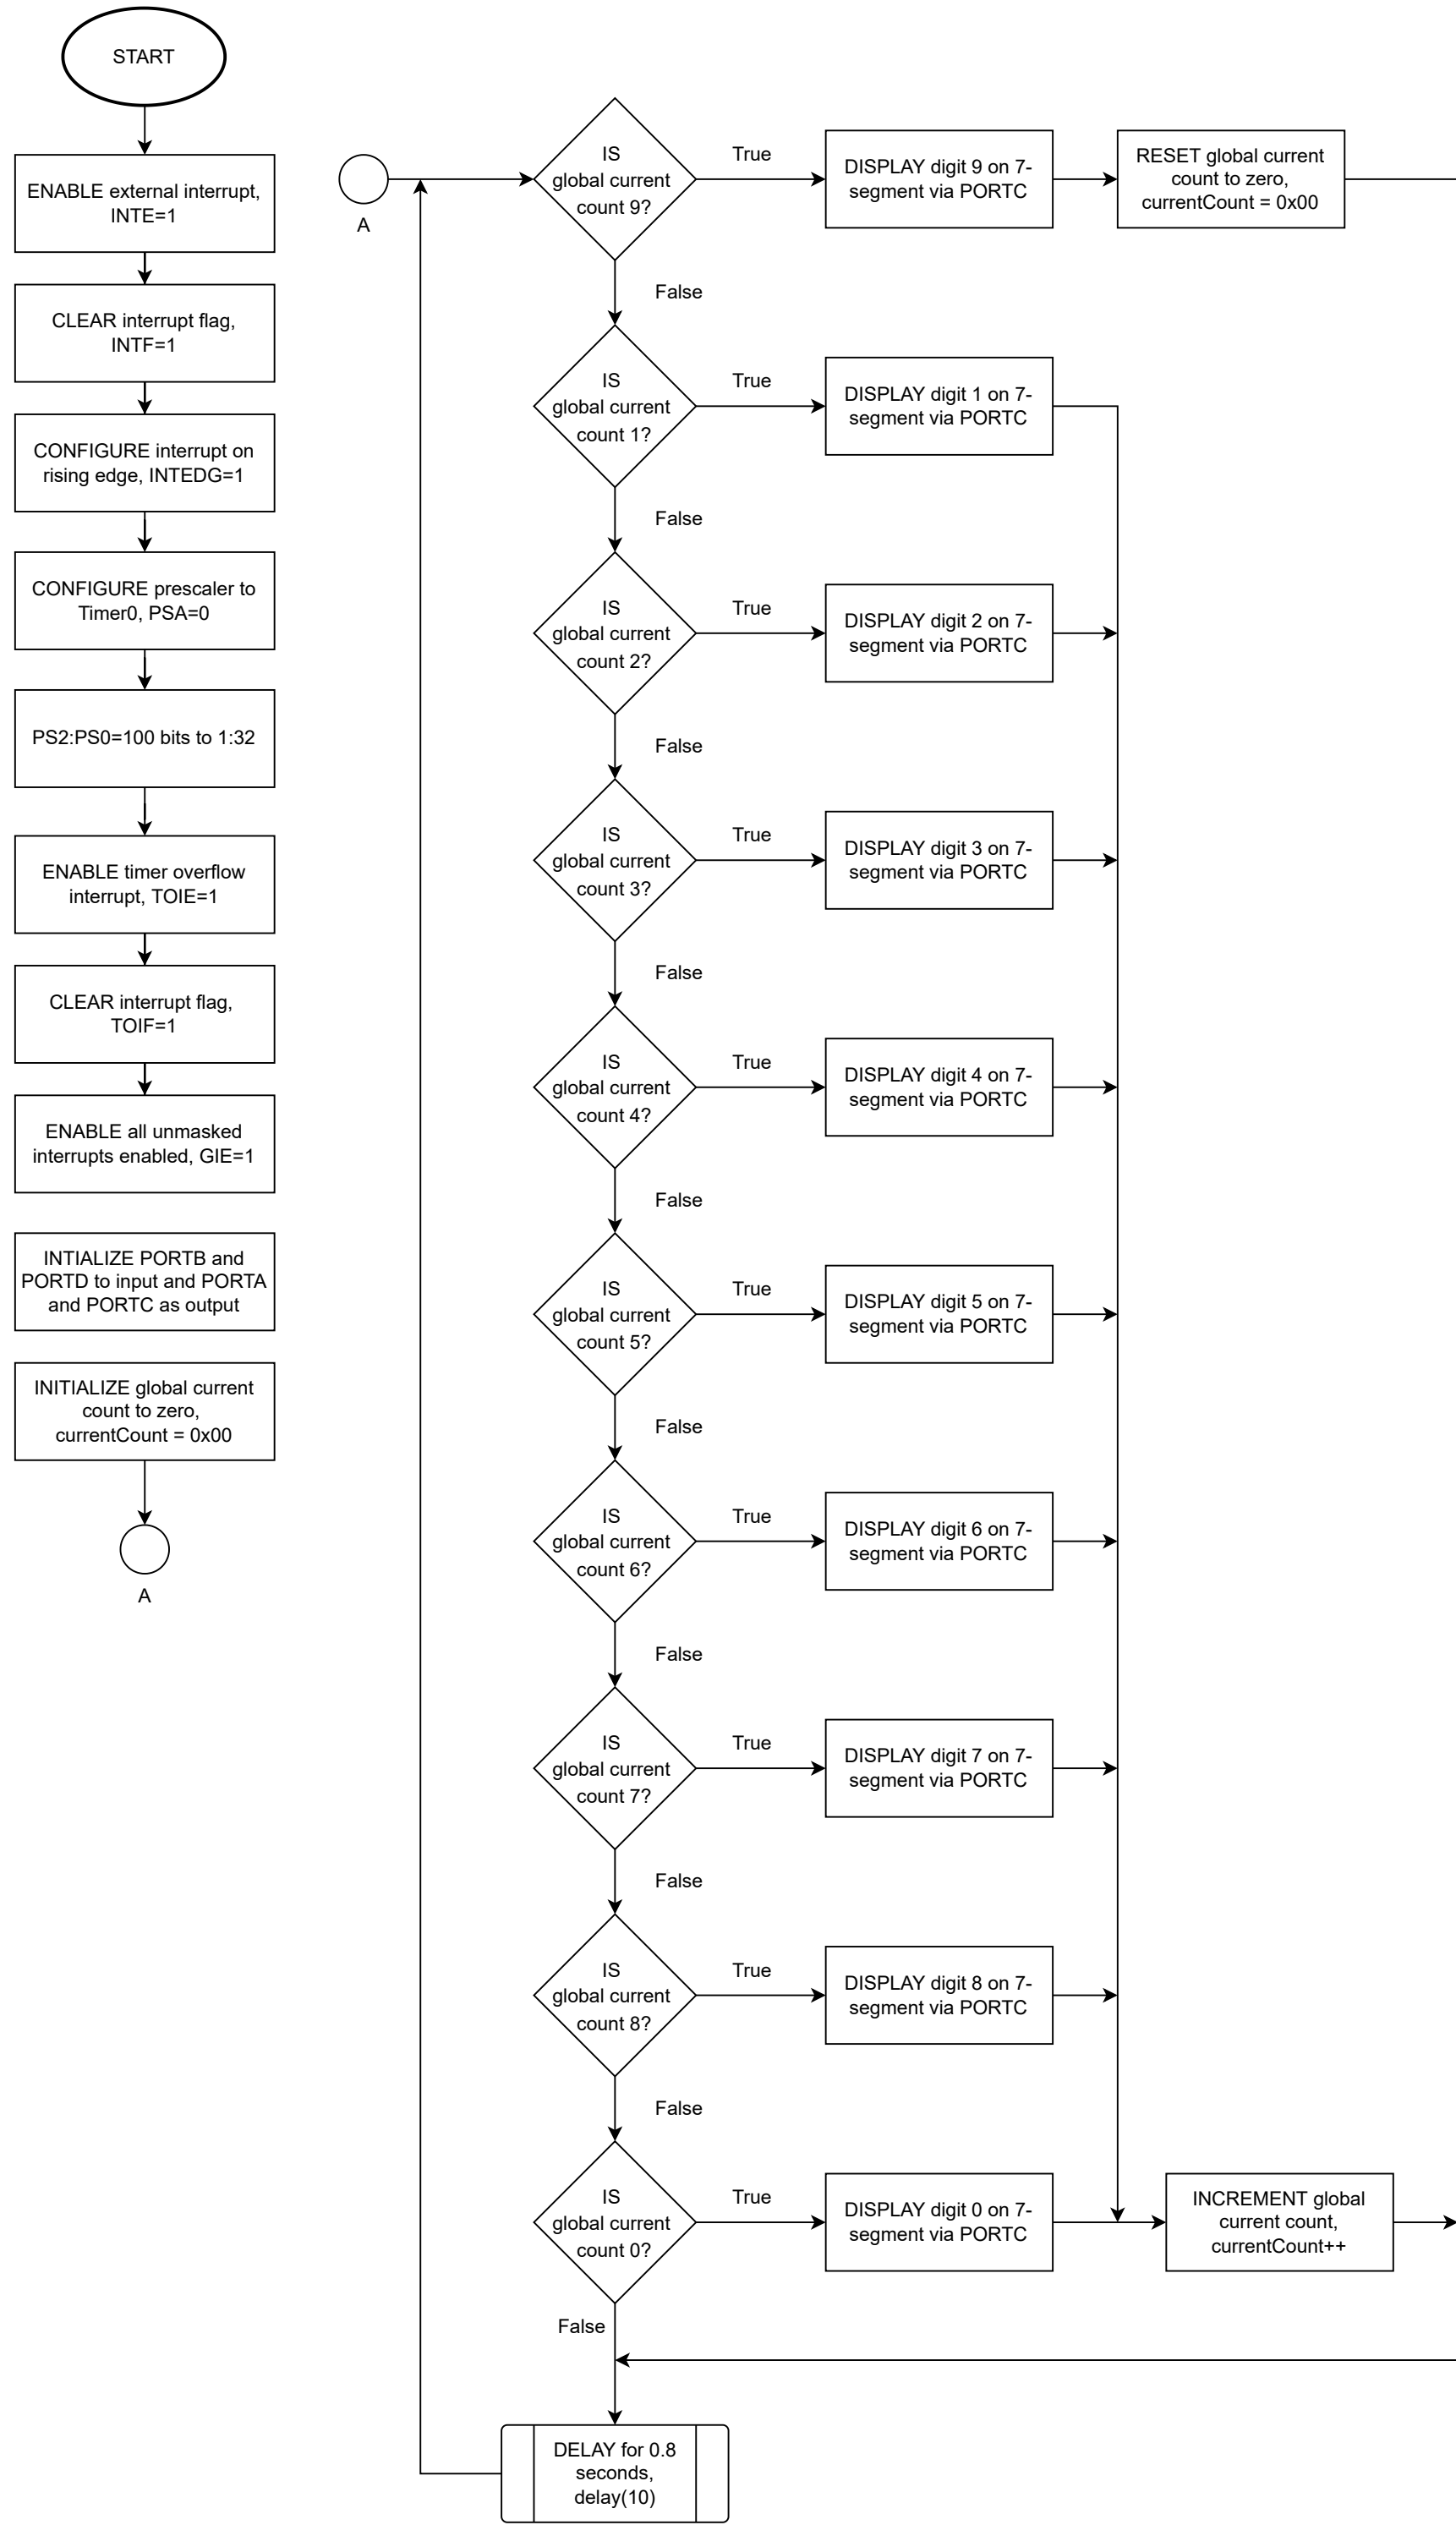 START
ENABLE external interrupt,
INTE=1
CLEAR interrupt flag,
INTF=1
CONFIGURE interrupt on
rising edge, INTEDG=1
CONFIGURE prescaler to
Timer0, PSA=0
PS2:PS0=100 bits to 1:32
ENABLE timer overflow
interrupt, TOIE=1
CLEAR interrupt flag,
TOIF=1
ENABLE all unmasked
interrupts enabled, GIE=1
INTIALIZE PORTB and
PORTD to input and PORTA
and PORTC as output
INITIALIZE global current
count to zero,
currentCount = 0x00
A
A
IS
global current
count 9?
True
DISPLAY digit 9 on 7-
segment via PORTC
RESET global current
count to zero,
currentCount = 0x00
False
IS
global current
count 1?
True
DISPLAY digit 1 on 7-
segment via PORTC
False
IS
global current
count 2?
True
DISPLAY digit 2 on 7-
segment via PORTC
False
IS
global current
count 3?
True
DISPLAY digit 3 on 7-
segment via PORTC
False
IS
global current
count 4?
True
DISPLAY digit 4 on 7-
segment via PORTC
False
IS
global current
count 5?
True
DISPLAY digit 5 on 7-
segment via PORTC
False
IS
global current
count 6?
True
DISPLAY digit 6 on 7-
segment via PORTC
False
IS
global current
count 7?
True
DISPLAY digit 7 on 7-
segment via PORTC
False
IS
global current
count 8?
True
DISPLAY digit 8 on 7-
segment via PORTC
False
IS
global current
count 0?
True
DISPLAY digit 0 on 7-
segment via PORTC
INCREMENT global
current count,
currentCount++
False
DELAY for 0.8
seconds,
delay(10)